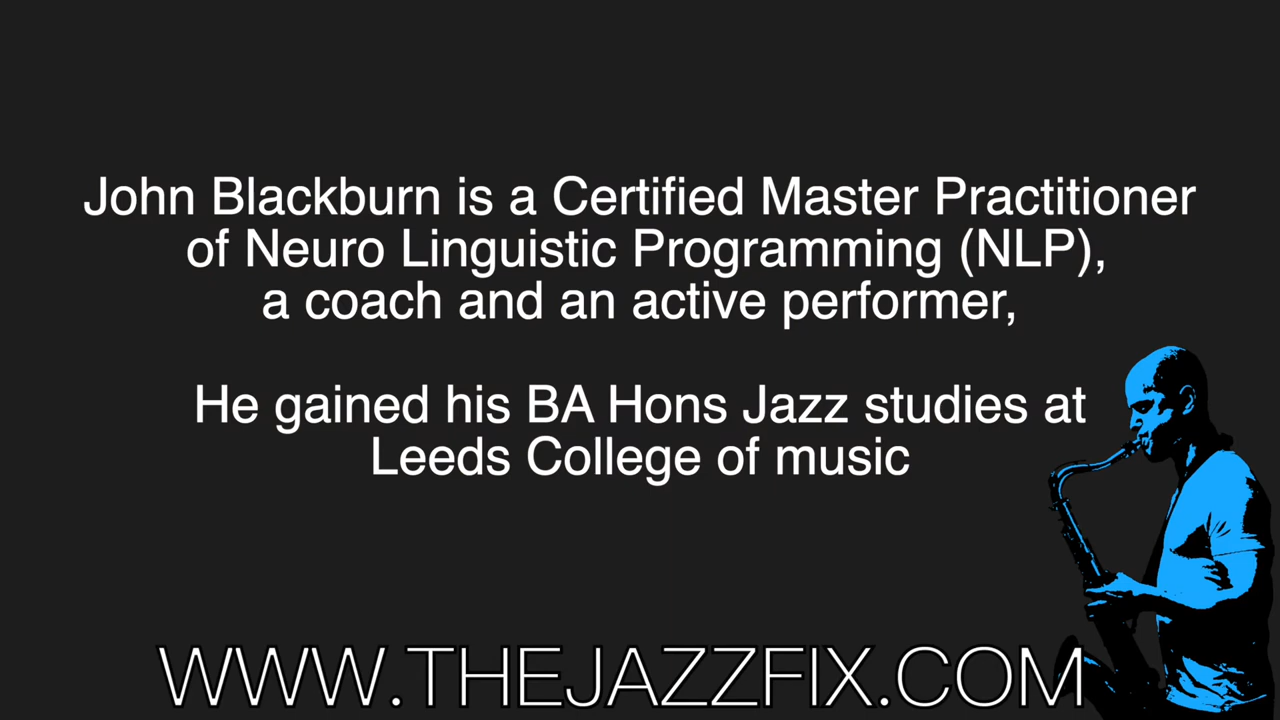 John Blackburn is a Certified Master Practitioner
of Neuro Linguistic Programming (NLP),
a coach and an active performer,
He gained his BA Hons Jazz studies at
Leeds College of music
WWW.THEJAZZFIX.COM